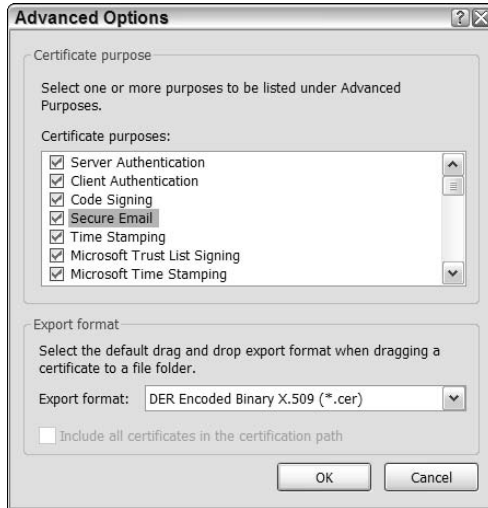 Advanced Options
Certificate purpose
Select one or more purposes to be listed under Advanced
Purposes.
Certificate purposes:
Server Authentication
Client Authentication
Code Signing
Secure Email
Time Stamping
Microsoft Trust List Signing
Microsoft Time Stamping
Export format
Select the default drag and drop export format when dragging a
certificate to a file folder.
Export format: DER Encoded Binary X.509 (*.cer)
Include all certificates in the certification path
OK Cancel